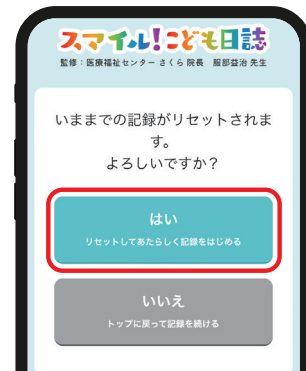 スマイル!こども日誌
監修：医療福祉センター さくら 院長 服部益治 先生
いままでの記録がリセットされま
す。
よろしいですか？
はい
リセットしてあたらしく記録をはじめる
いいえ
トップに戻って記録を続ける